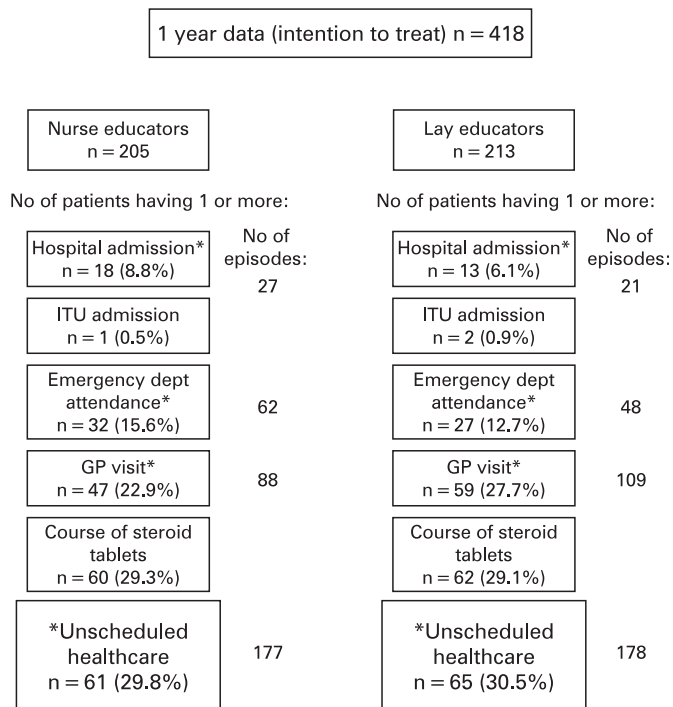 1 year data (intention to treat) n = 418
Nurse educators
n = 205
No of patients having 1 or more:
Hospital admission*
n = 18 (8.8%)
No of
episodes:
27
ITU admission
n = 1 (0.5%)
Emergency dept
attendance*
n = 32 (15.6%)
62
GP visit*
n = 47 (22.9%)
88
Course of steroid
tablets
n = 60 (29.3%)
*Unscheduled
healthcare
n = 61 (29.8%)
177
Lay educators
n = 213
No of patients having 1 or more:
Hospital admission*
n = 13 (6.1%)
No of
episodes:
21
ITU admission
n = 2 (0.9%)
Emergency dept
attendance*
n = 27 (12.7%)
48
GP visit*
n = 59 (27.7%)
109
Course of steroid
tablets
n = 62 (29.1%)
*Unscheduled
healthcare
n = 65 (30.5%)
178